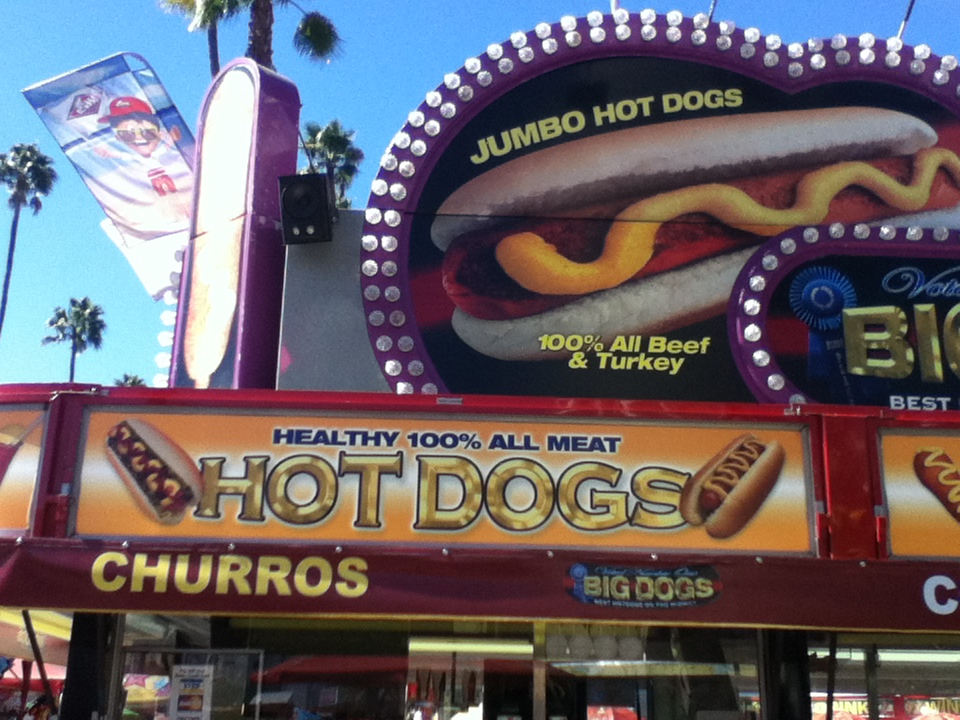 JUMBO HOT DOGS
100% All Beef
& Turkey
BIG
BEST
HEALTHY 100% ALL MEAT
HOT DOGS
CHURROS
BIG DOGS
C